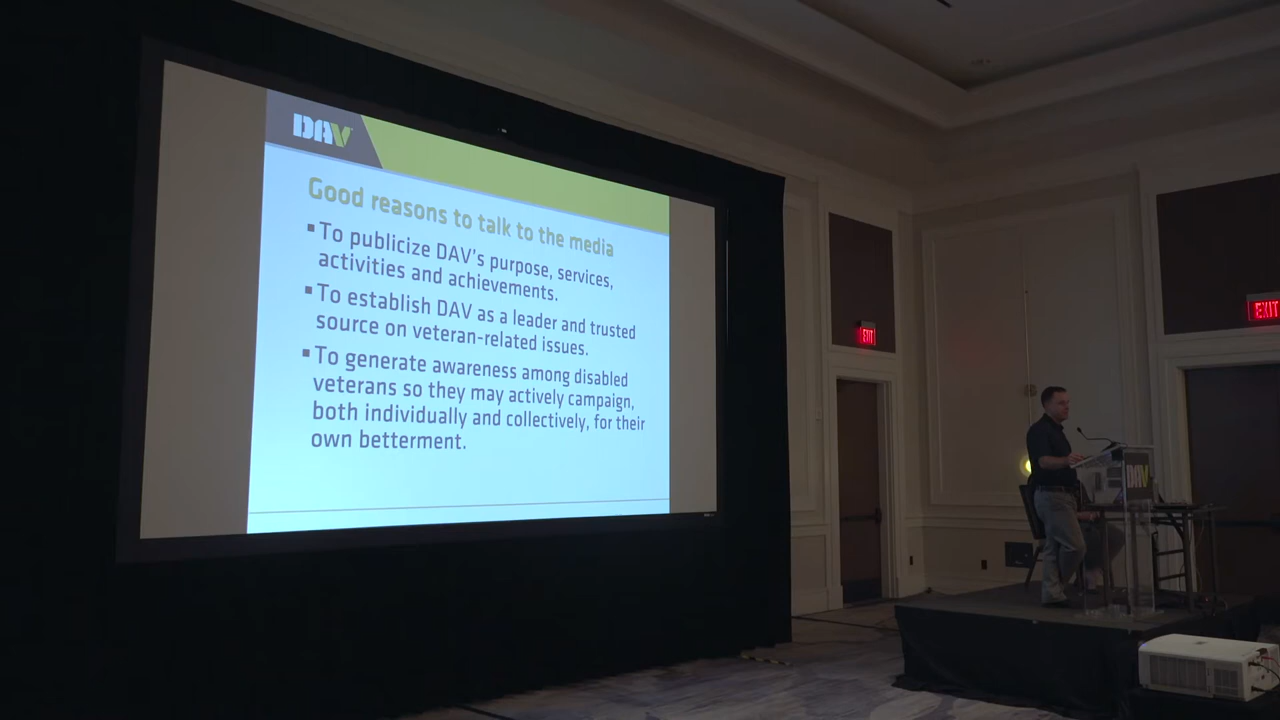 DAV
Good reasons to talk to the media
▪To publicize DAV's purpose, services,
activities and achievements.
▪To establish DAV as a leader and trusted
source on veteran-related issues.
▪To generate awareness among disabled
veterans so they may actively campaign,
both individually and collectively, for their
own betterment.
EXIT
EXIT
DAV